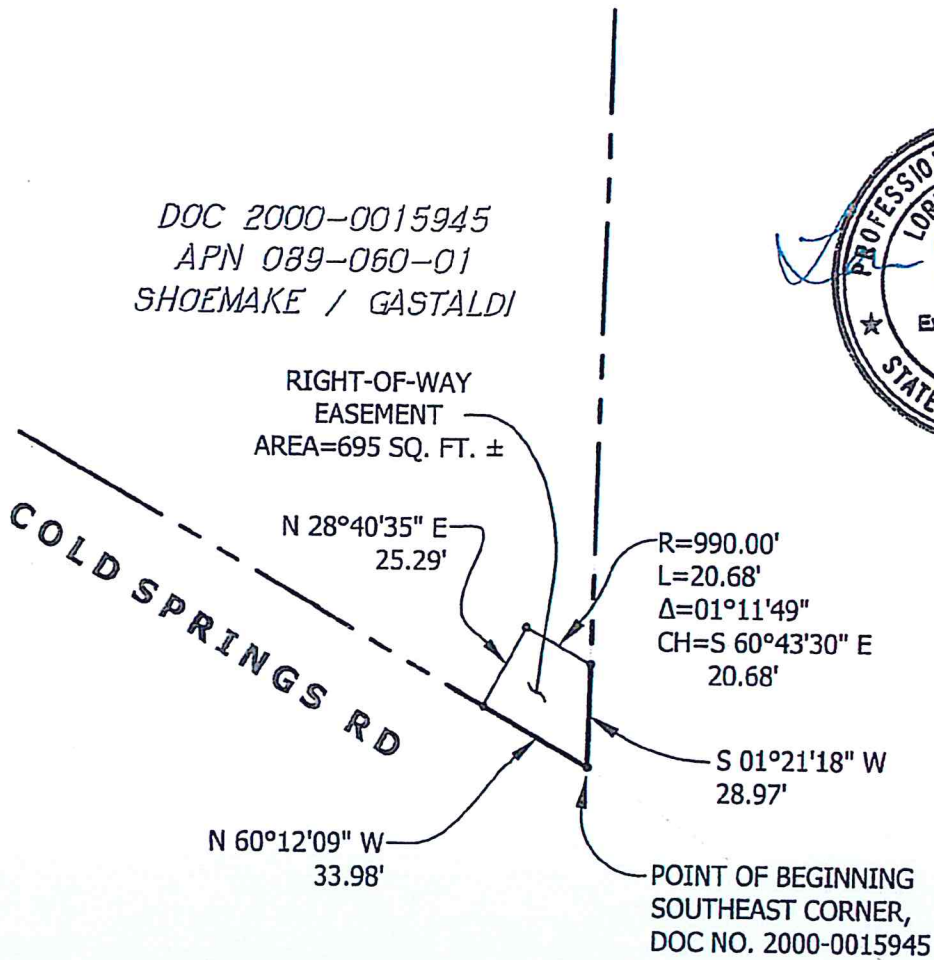 DOC 2000-0015945
APN 089-060-01
SHOEMAKE / GASTALDI
PROFESSIO
LOR
STATE
RIGHT-OF-WAY
EASEMENT
AREA=695 SQ. FT. ±
COLD SPRINGS RD
N 28°40'35" E
25.29'
R=990.00'
L=20.68'
Δ=01°11'49"
CH=S 60°43'30" E
20.68'
S 01°21'18" W
28.97'
N 60°12'09" W
33.98'
POINT OF BEGINNING
SOUTHEAST CORNER,
DOC NO. 2000-0015945